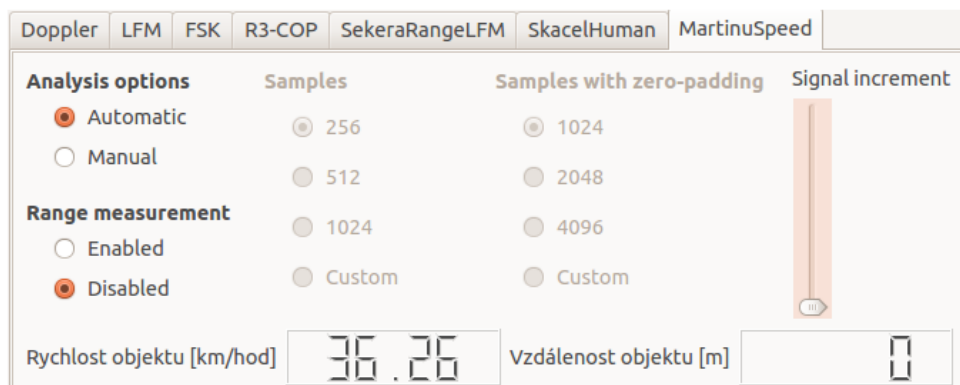 Doppler LFM FSK R3-COP SekeraRangeLFM SkacelHuman MartinuSpeed
Analysis options Samples Samples with zero-padding Signal increment
Automatic 256 1024
Manual 512 2048
Range measurement 1024 4096
Enabled Custom Custom
Disabled
Rychlost objektu [km/hod] 36.26 Vzdálenost objektu [m] 0